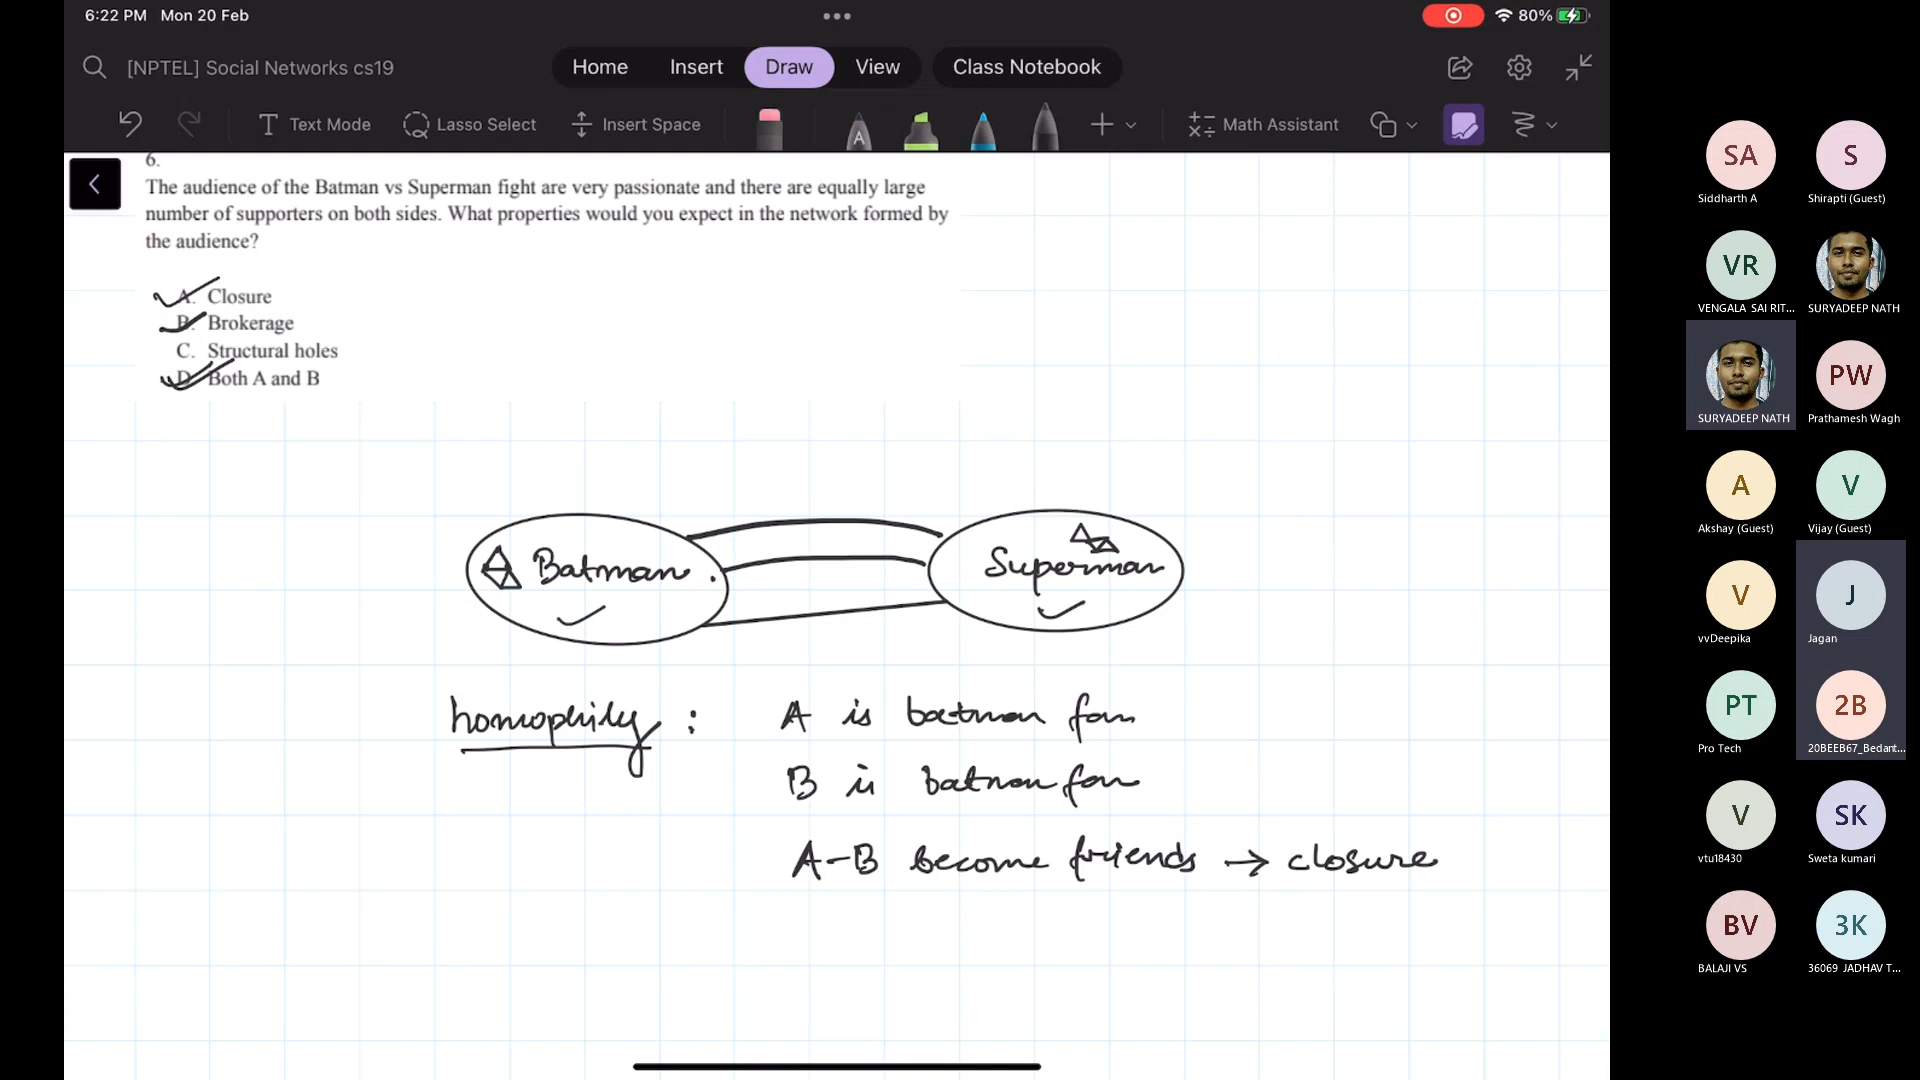 6:22 PM Mon 20 Feb
80%
[NPTEL] Social Networks cs19
Home Insert Draw View Class Notebook
Text Mode Lasso Select Insert Space A Math Assistant
6.
The audience of the Batman vs Superman fight are very passionate and there are equally large
number of supporters on both sides. What properties would you expect in the network formed by
the audience?
A. Closure
B. Brokerage
C. Structural holes
D. Both A and B
Batman
Superman
homophily : A is batman fan
B is batman fan
A-B become friends → closure
SA S
Siddharth A Shirapti (Guest)
VR
VENGALA SAI RIT... SURYADEEP NATH
PW
SURYADEEP NATH Prathamesh Wagh
A V
Akshay (Guest) Vijay (Guest)
V J
vvDeepika Jagan
PT 2B
Pro Tech 20BEEB67_Bedant...
V SK
vtu18430 Sweta kumari
BV 3K
BALAJI VS 36069 JADHAV T...